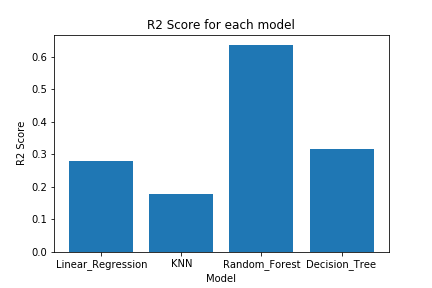 R2 Score for each model
R2 Score
0.6
0.5
0.4
0.3
0.2
0.1
0.0
Linear_Regression KNN Random_Forest Decision_Tree
Model